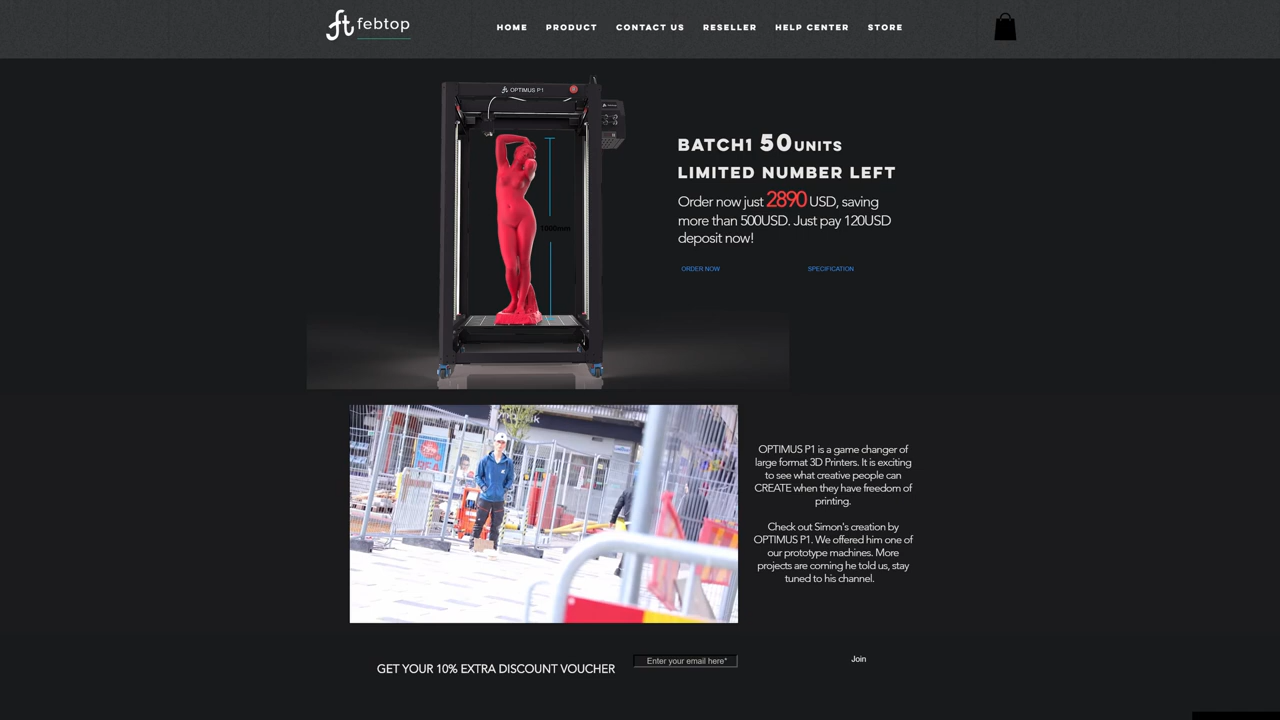 ft febtop
HOME PRODUCT CONTACT US RESELLER HELP CENTER STORE
OPTIMUS P1
1000mm
BATCH1 50UNITS
LIMITED NUMBER LEFT
Order now just 2890 USD, saving
more than 500USD. Just pay 120USD
deposit now!
ORDER NOW SPECIFICATION
OPTIMUS P1 is a game changer of
large format 3D Printers. It is exciting
to see what creative people can
CREATE when they have freedom of
printing.
Check out Simon's creation by
OPTIMUS P1. We offered him one of
our prototype machines. More
projects are coming he told us, stay
tuned to his channel.
GET YOUR 10% EXTRA DISCOUNT VOUCHER
Enter your email here*
Join